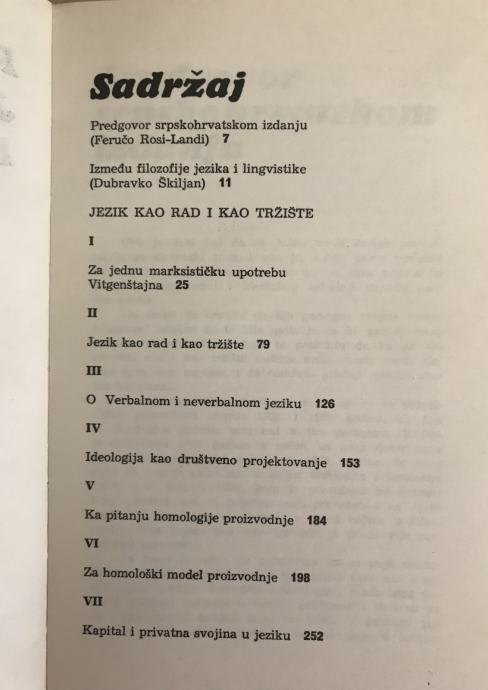 Sadržaj
Predgovor srpskohrvatskom izdanju
(Feručo Rosi-Landi) 7
Između filozofije jezika i lingvistike
(Dubravko Škiljan) 11
JEZIK KAO RAD I KAO TRŽIŠTE
I
Za jednu marksističku upotrebu
Vitgenštajna 25
II
Jezik kao rad i kao tržište 79
III
O Verbalnom i neverbalnom jeziku 126
IV
Ideologija kao društveno projektovanje 153
V
Ka pitanju homologije proizvodnje 184
VI
Za homološki model proizvodnje 198
VII
Kapital i privatna svojina u jeziku 252